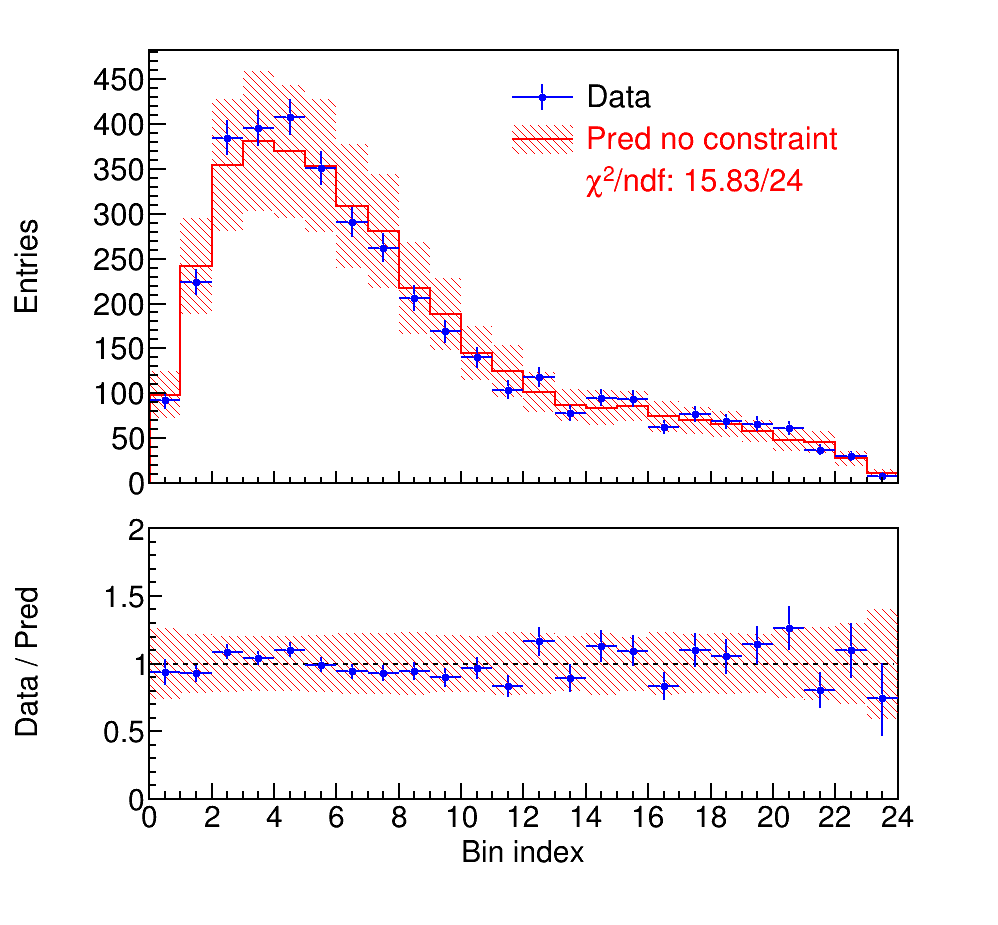 450
400
350
300
250
200
150
100
50
0
Entries
Data
Pred no constraint
χ²/ndf: 15.83/24
2
1.5
1
0.5
0
Data / Pred
0 2 4 6 8 10 12 14 16 18 20 22 24
Bin index